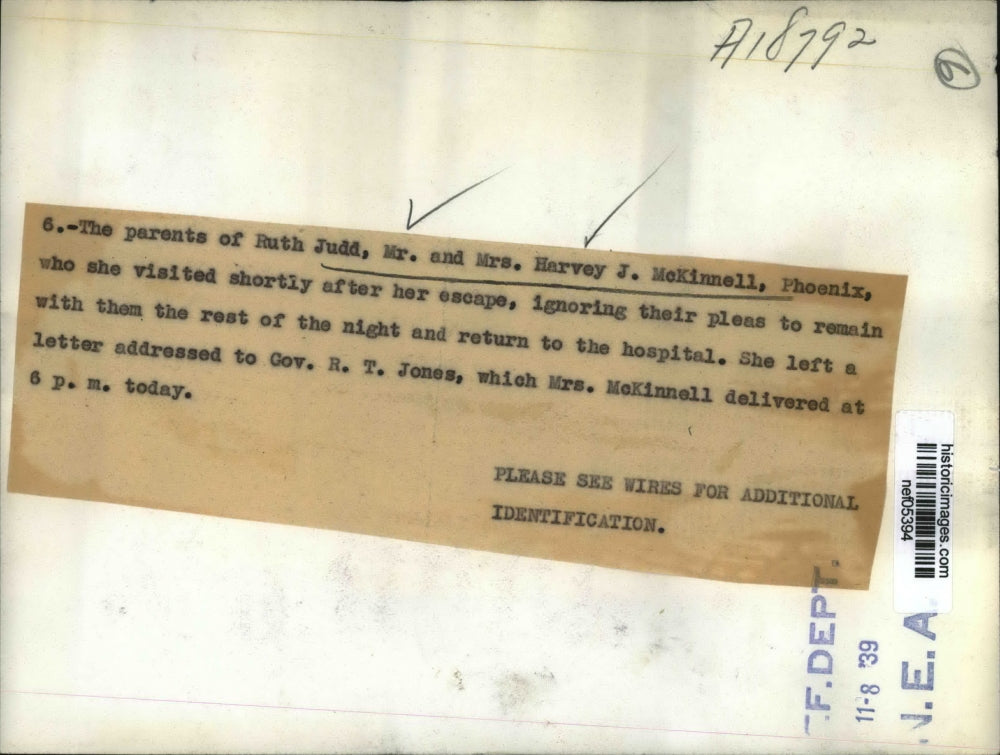 A18792
6
6.-The parents of Ruth Judd, Mr. and Mrs. Harvey J. McKinnell, Phoenix,
who she visited shortly after her escape, ignoring their pleas to remain
with them the rest of the night and return to the hospital. She left a
letter addressed to Gov. R. T. Jones, which Mrs. McKinnell delivered at
6 p. m. today.
PLEASE SEE WIRES FOR ADDITIONAL
IDENTIFICATION.
historicimages.com
nef05394
F. DEPT.
11-8 '39
N.E.A.